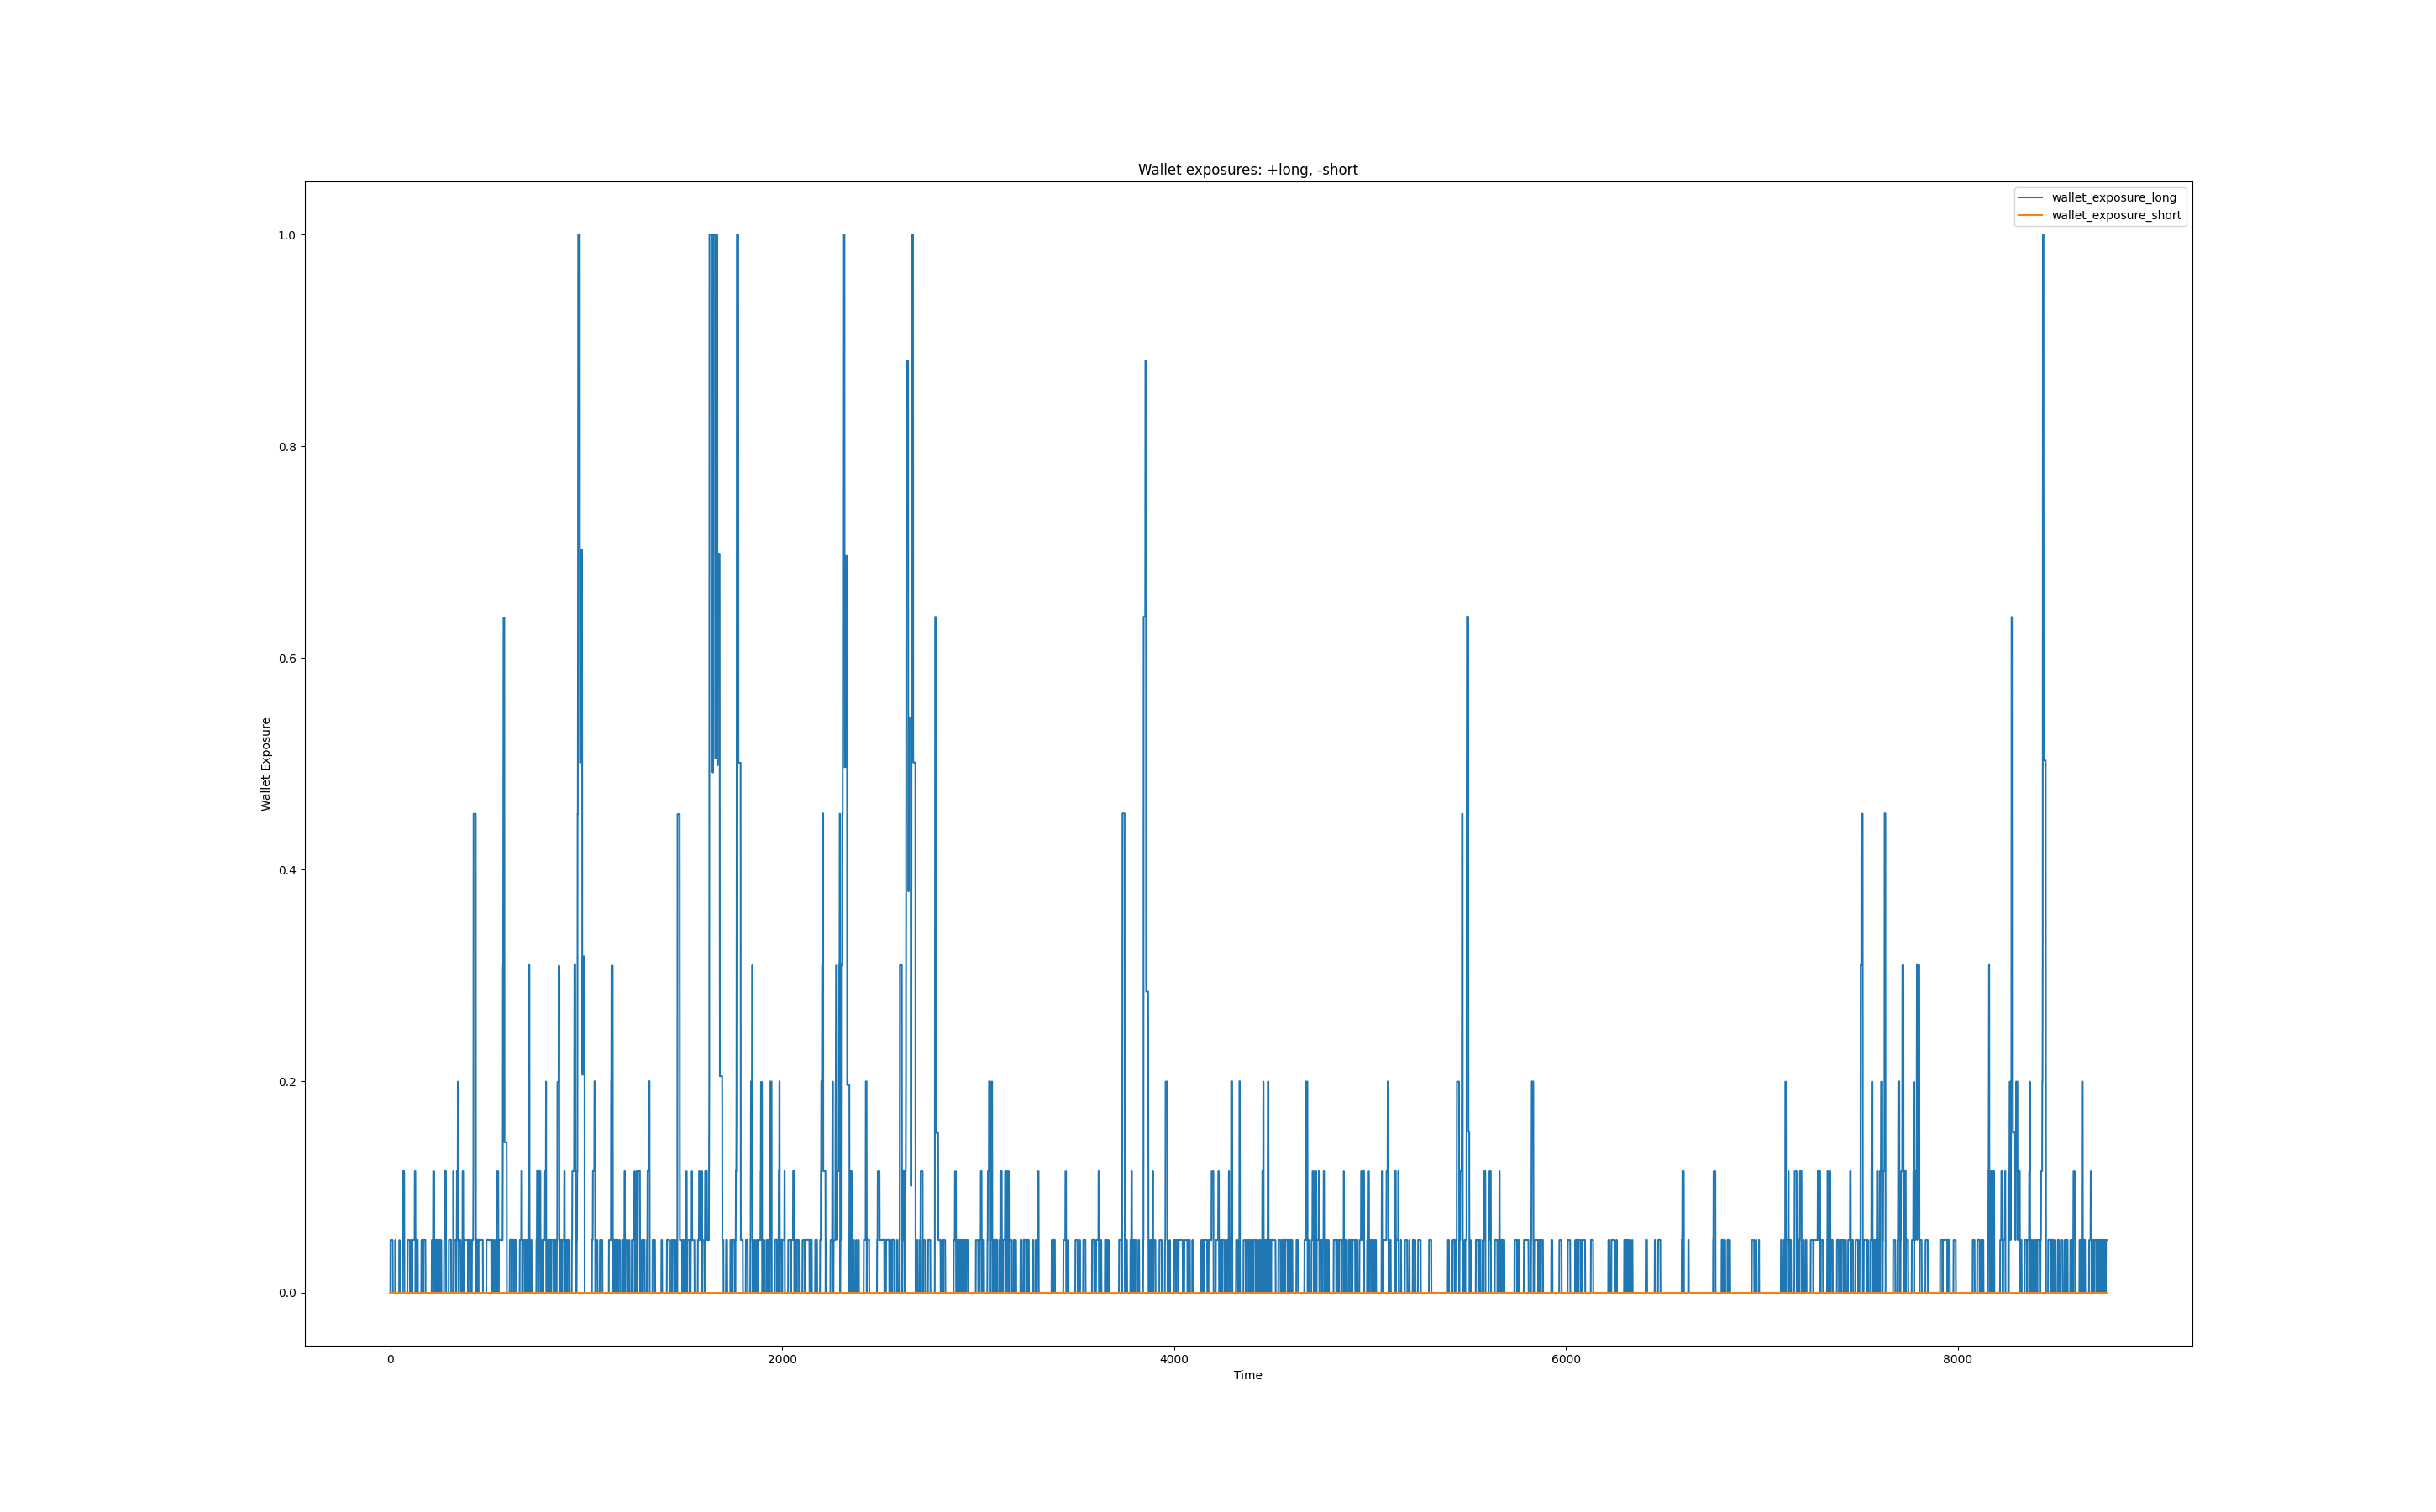 Wallet exposures: +long, -short
wallet_exposure_long
wallet_exposure_short
1.0
0.8
0.6
0.4
0.2
0.0
Wallet Exposure
0 2000 4000 6000 8000
Time